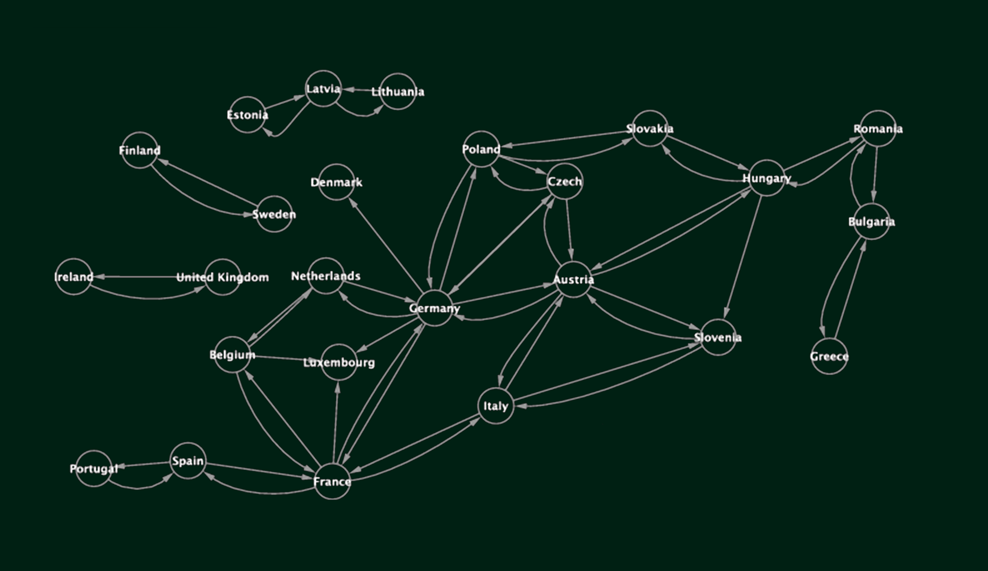 Latvia
Lithuania
Estonia
Slovakia
Romania
Poland
Finland
Hungary
Denmark
Czech
Sweden
Bulgaria
Ireland
United Kingdom
Netherlands
Austria
Germany
Slovenia
Belgium
Luxembourg
Greece
Italy
Spain
Portugal
France